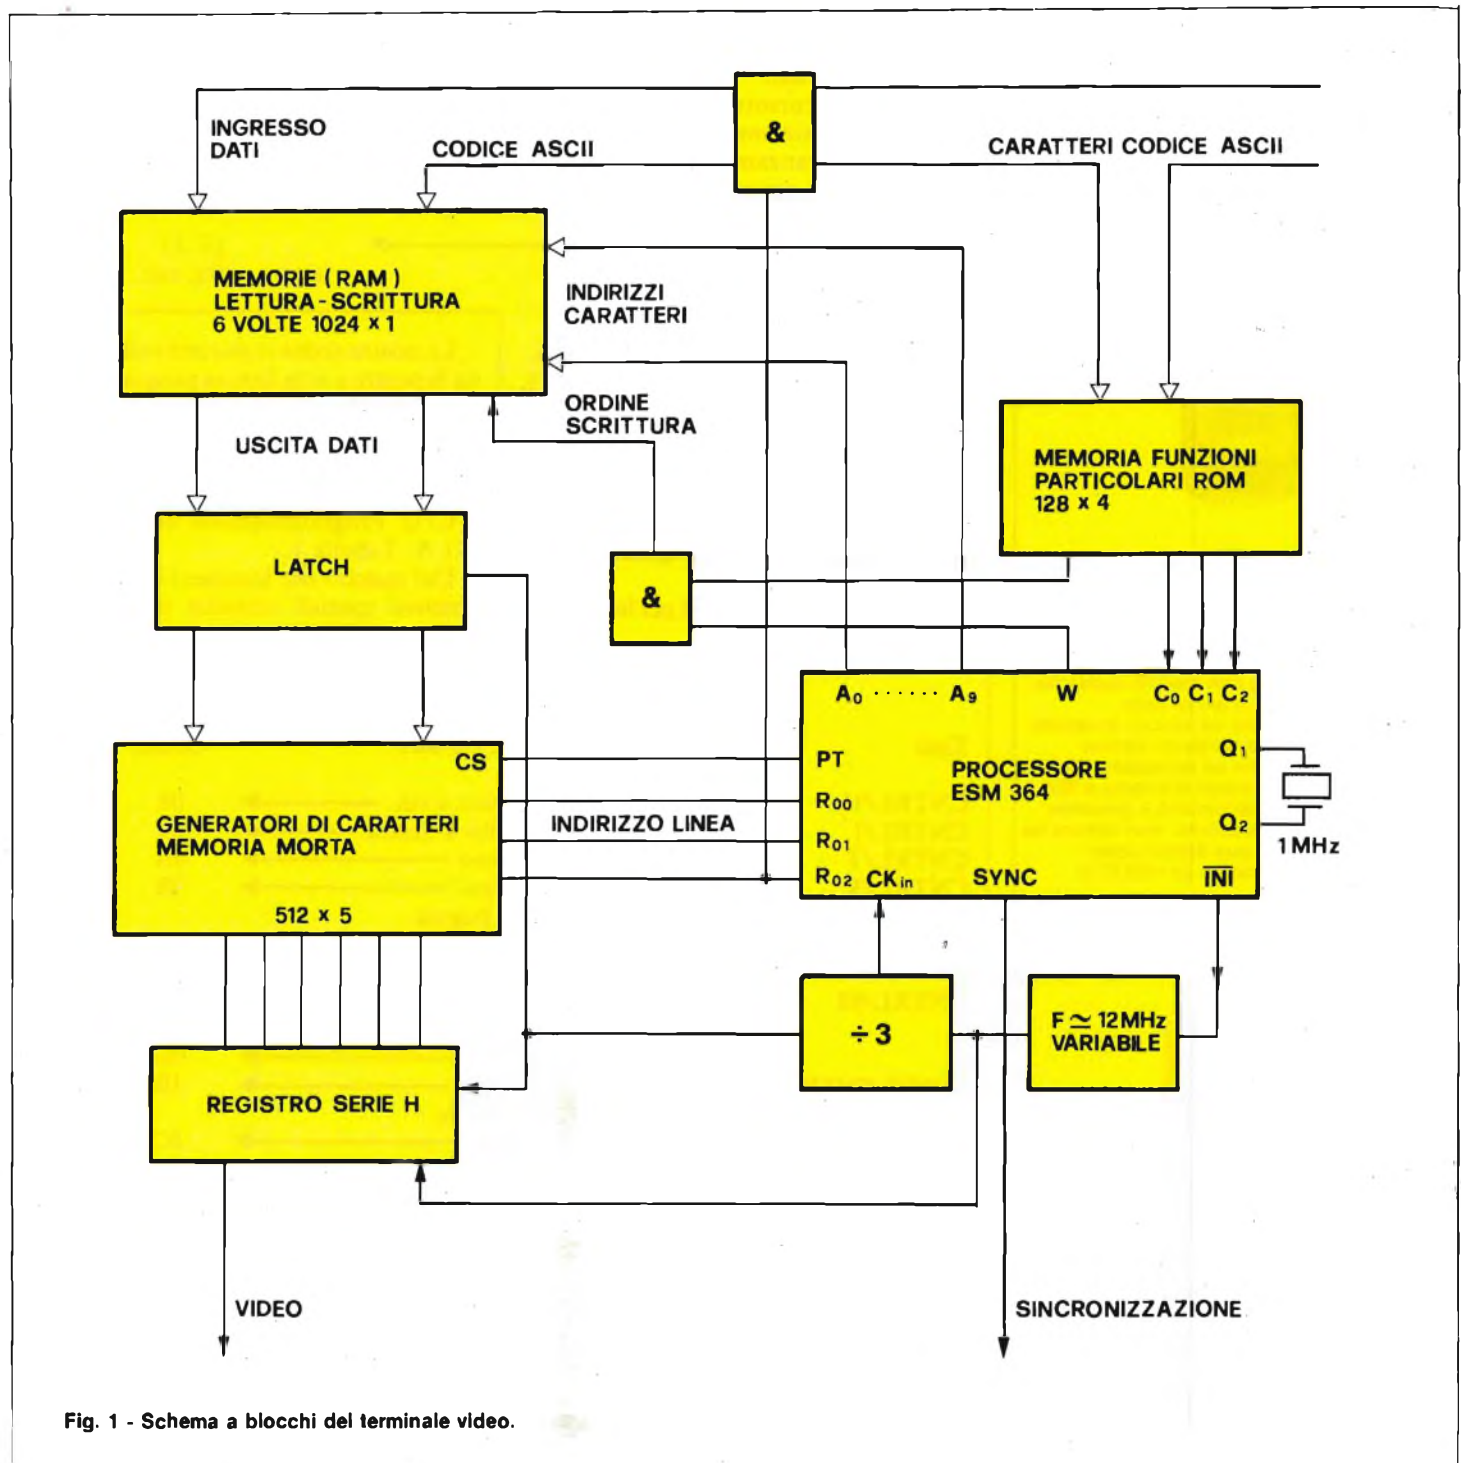 &
INGRESSO
DATI
CODICE ASCII
CARATTERI CODICE ASCII
MEMORIE ( RAM )
LETTURA - SCRITTURA
6 VOLTE 1024 x 1
INDIRIZZI
CARATTERI
ORDINE
SCRITTURA
USCITA DATI
MEMORIA FUNZIONI
PARTICOLARI ROM
128 x 4
LATCH
&
A0 ······ A9 W C0 C1 C2
CS
PT
Q1
PROCESSORE
ESM 364
R00
GENERATORI DI CARATTERI
MEMORIA MORTA
INDIRIZZO LINEA
R01
Q2
1 MHz
R02 CKin SYNC I̅N̅I̅
512 x 5
÷3
F ≃ 12MHz
VARIABILE
REGISTRO SERIE H
VIDEO
SINCRONIZZAZIONE
Fig. 1 - Schema a blocchi del terminale video.